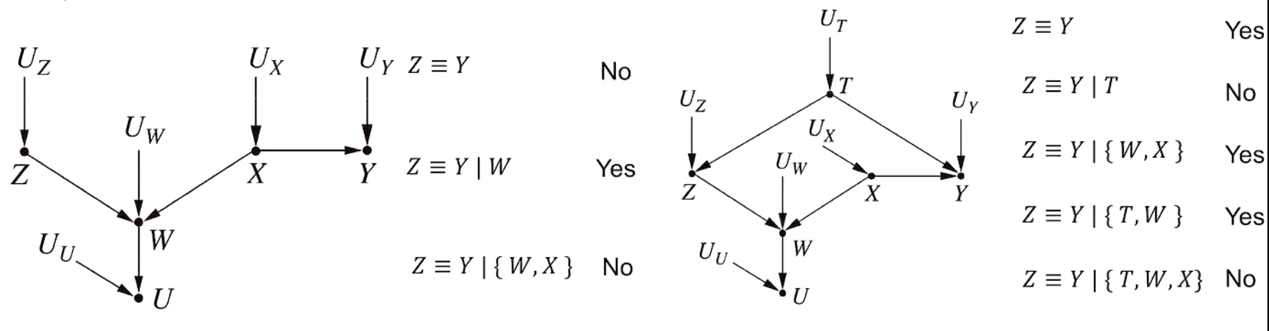 U_Z
U_X
U_Y
Z ≡ Y
No
U_W
Z
X
Y
Z ≡ Y | W
Yes
W
U_U
Z ≡ Y | { W, X }
No
U
U_T
Z ≡ Y
Yes
T
Z ≡ Y | T
No
U_Z
U_Y
U_X
U_W
Z ≡ Y | { W, X }
Yes
Z
X
Y
Z ≡ Y | { T, W }
Yes
W
U_U
Z ≡ Y | { T, W, X}
No
U